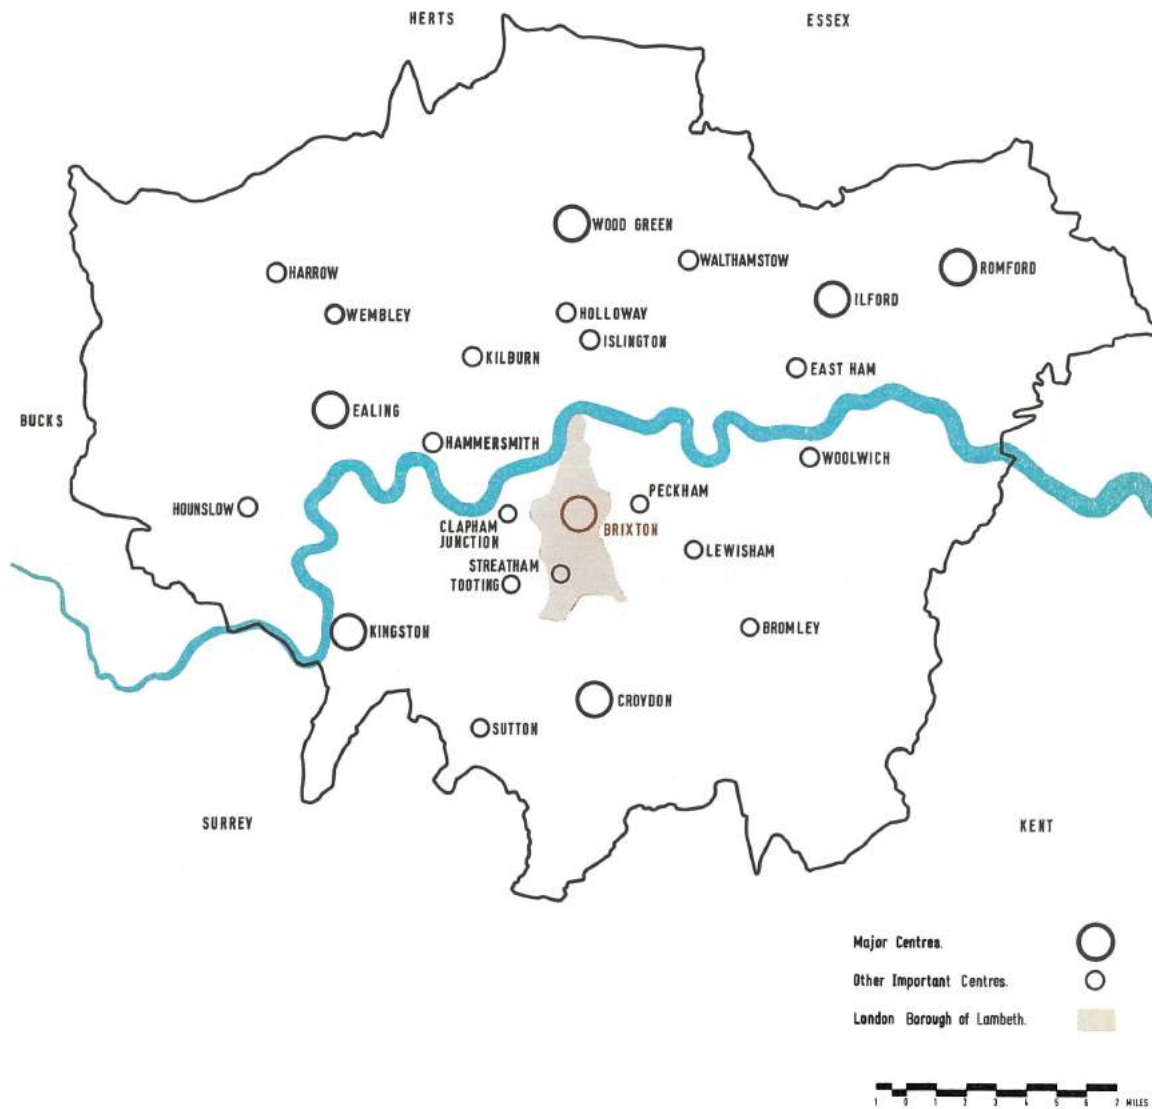 HERTS
ESSEX
WOOD GREEN
WALTHAMSTOW
ROMFORD
HARROW
ILFORD
WEMBLEY
HOLLOWAY
ISLINGTON
KILBURN
EAST HAM
EALING
BUCKS
HAMMERSMITH
WOOLWICH
PECKHAM
HOUNSLOW
CLAPHAM
JUNCTION
BRIXTON
LEWISHAM
STREATHAM
TOOTING
KINGSTON
BROMLEY
CROYDON
SUTTON
SURREY
KENT
Major Centres.
Other Important Centres.
London Borough of Lambeth.
1 0 1 2 3 4 5 6 7 MILES